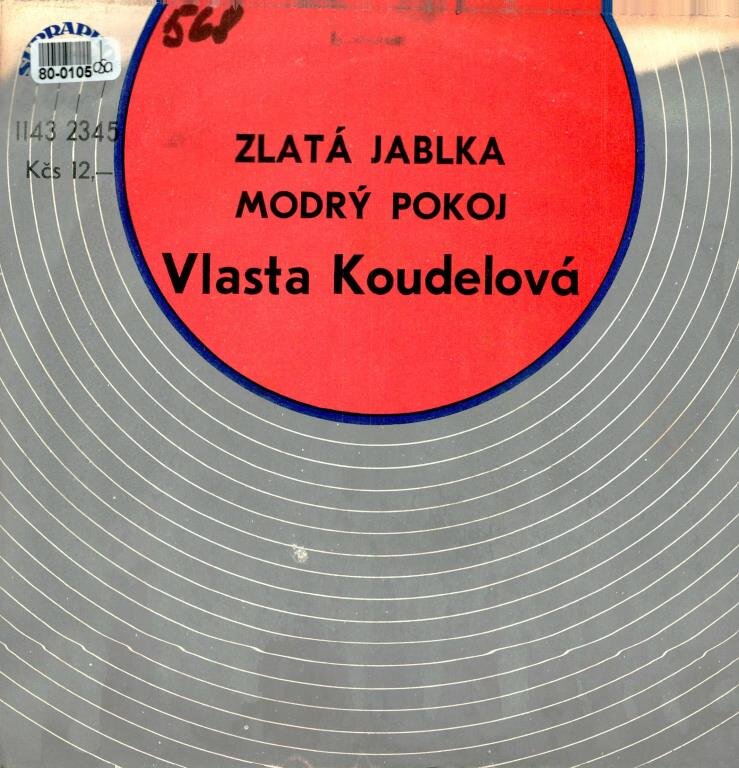 568
80-0105
1143 2345
Kčs 12,—
ZLATÁ JABLKA
MODRÝ POKOJ
Vlasta Koudelová